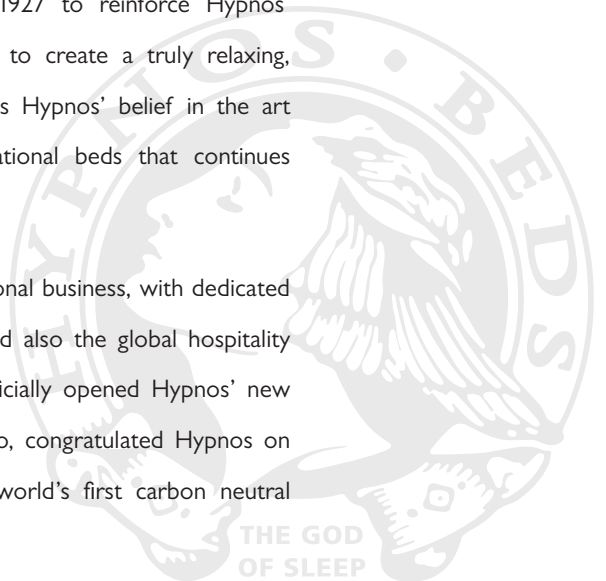 1927 to reinforce Hypnos
to create a truly relaxing,
s Hypnos’ belief in the art
ational beds that continues
onal business, with dedicated
d also the global hospitality
icially opened Hypnos’ new
o, congratulated Hypnos on
world’s first carbon neutral
HYPNOS • BEDS
THE GOD
OF SLEEP